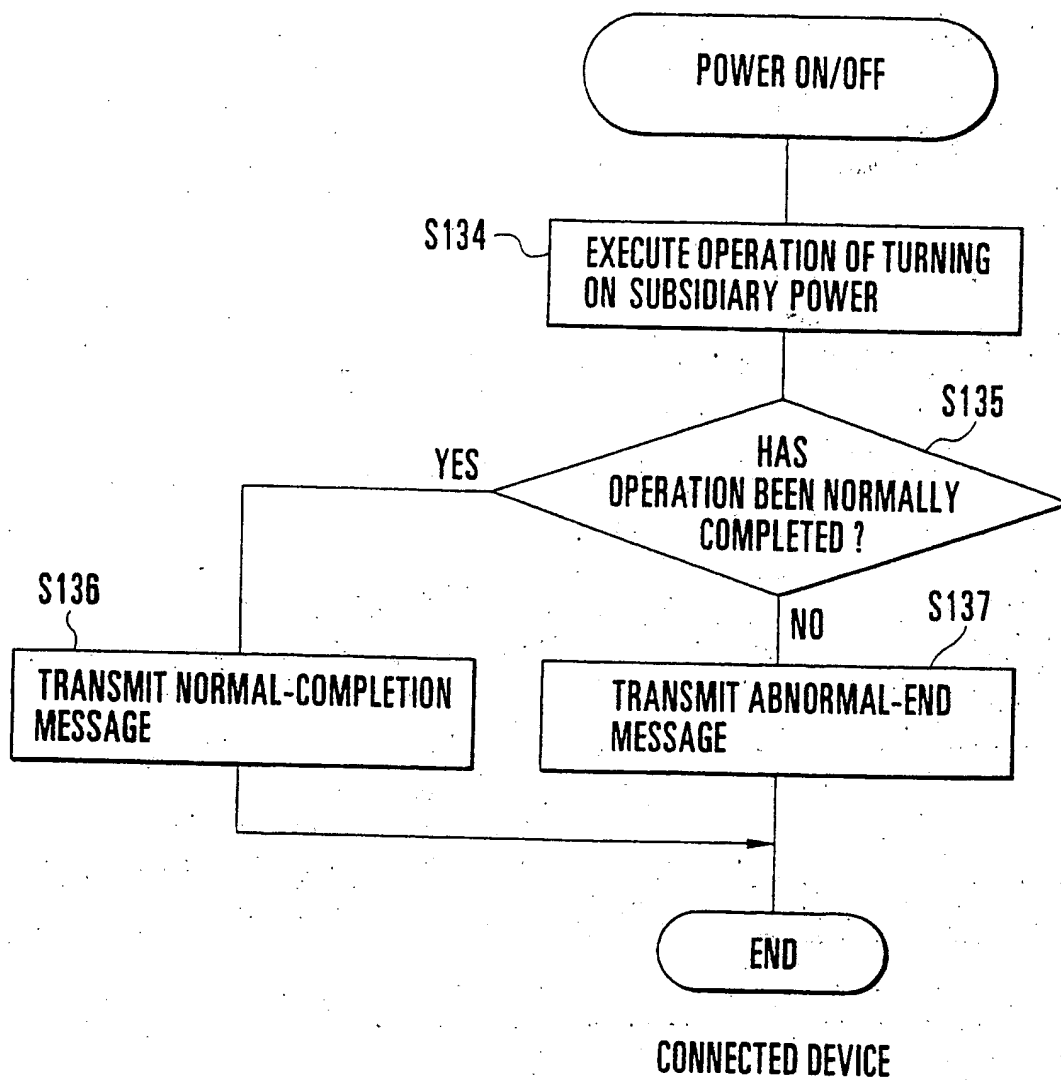 POWER ON/OFF
S134
EXECUTE OPERATION OF TURNING
ON SUBSIDIARY POWER
S135
HAS
OPERATION BEEN NORMALLY
COMPLETED ?
YES
NO
S136
TRANSMIT NORMAL-COMPLETION
MESSAGE
S137
TRANSMIT ABNORMAL-END
MESSAGE
END
CONNECTED DEVICE